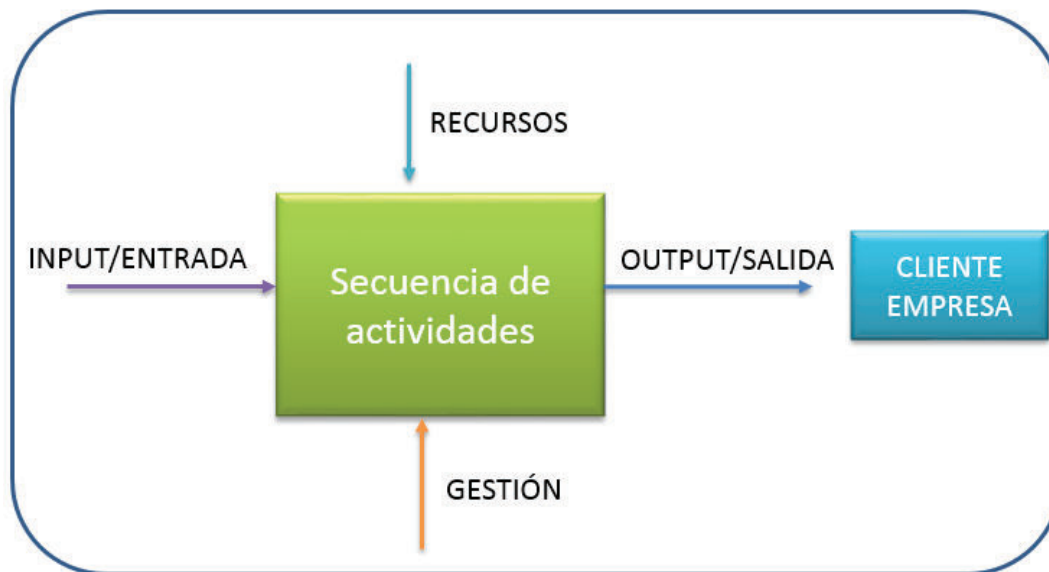 RECURSOS
INPUT/ENTRADA
OUTPUT/SALIDA
Secuencia de
actividades
CLIENTE
EMPRESA
GESTIÓN